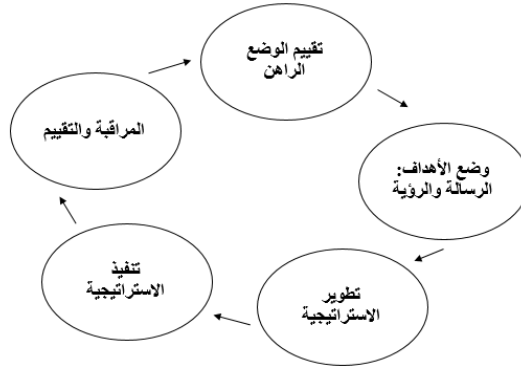 تقييم الوضع
الراهن
وضع الأهداف:
الرسالة والرؤية
تطوير
الاستراتيجية
تنفيذ
الاستراتيجية
المراقبة والتقييم